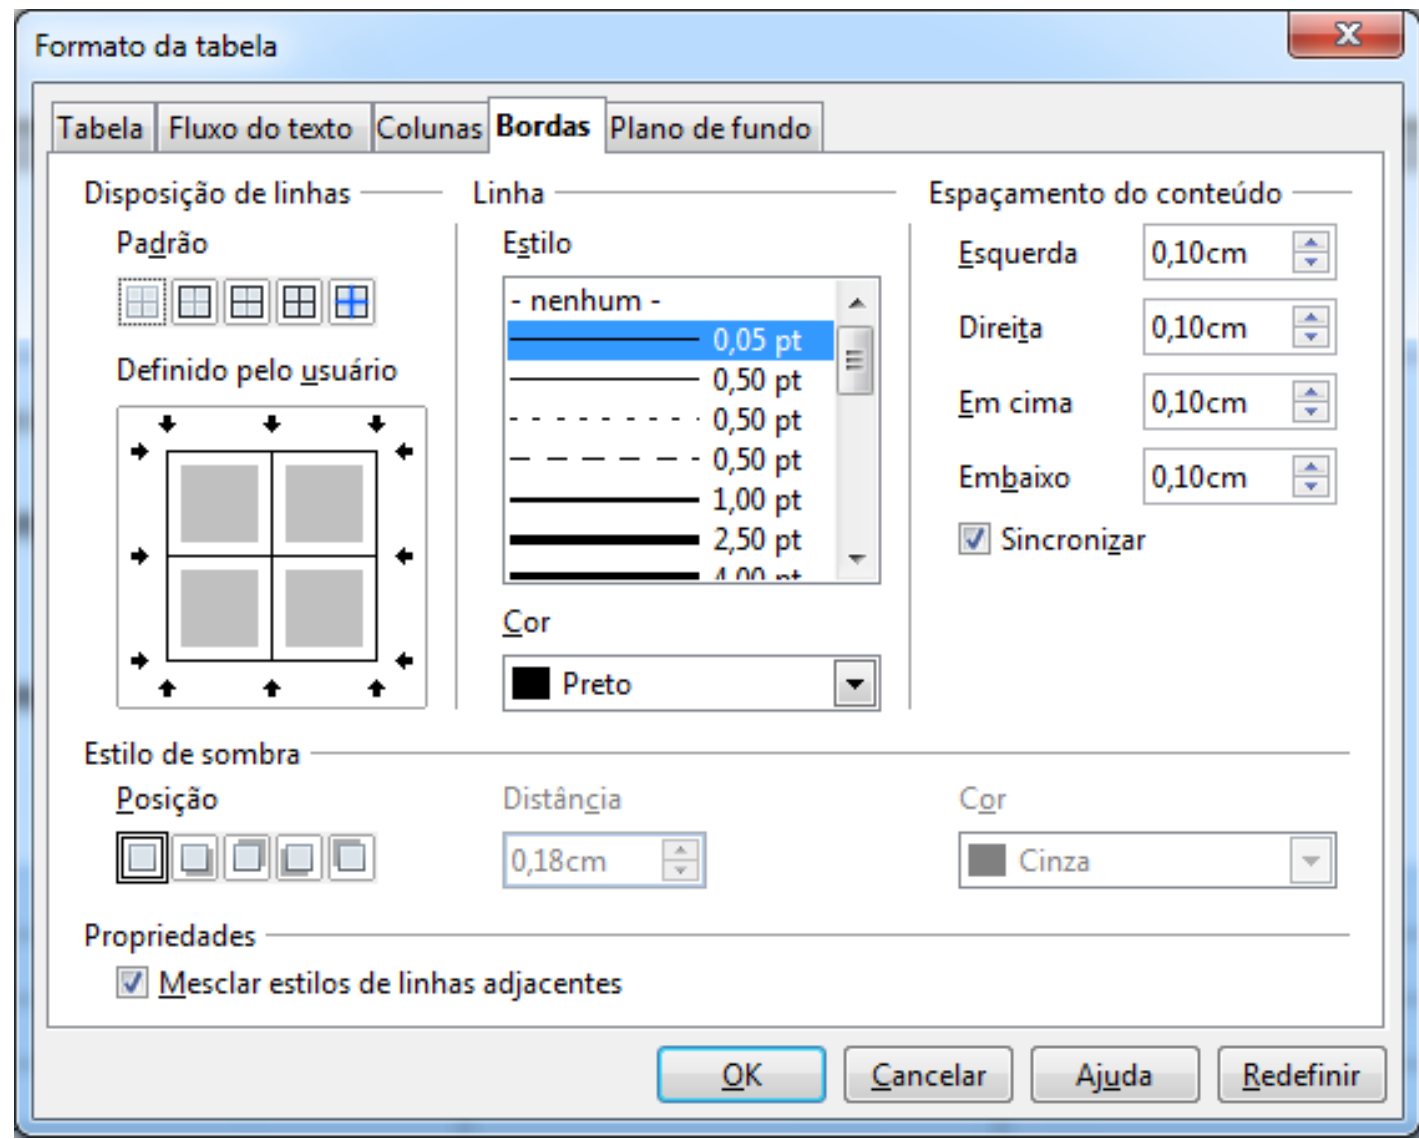 Formato da tabela
Tabela Fluxo do texto Colunas Bordas Plano de fundo
Disposição de linhas
Padrão
Definido pelo usuário
Linha
Estilo
- nenhum -
0,05 pt
0,50 pt
0,50 pt
0,50 pt
1,00 pt
2,50 pt
4,00 pt
Cor
Preto
Espaçamento do conteúdo
Esquerda 0,10cm
Direita 0,10cm
Em cima 0,10cm
Embaixo 0,10cm
Sincronizar
Estilo de sombra
Posição
Distância
0,18cm
Cor
Cinza
Propriedades
Mesclar estilos de linhas adjacentes
OK Cancelar Ajuda Redefinir